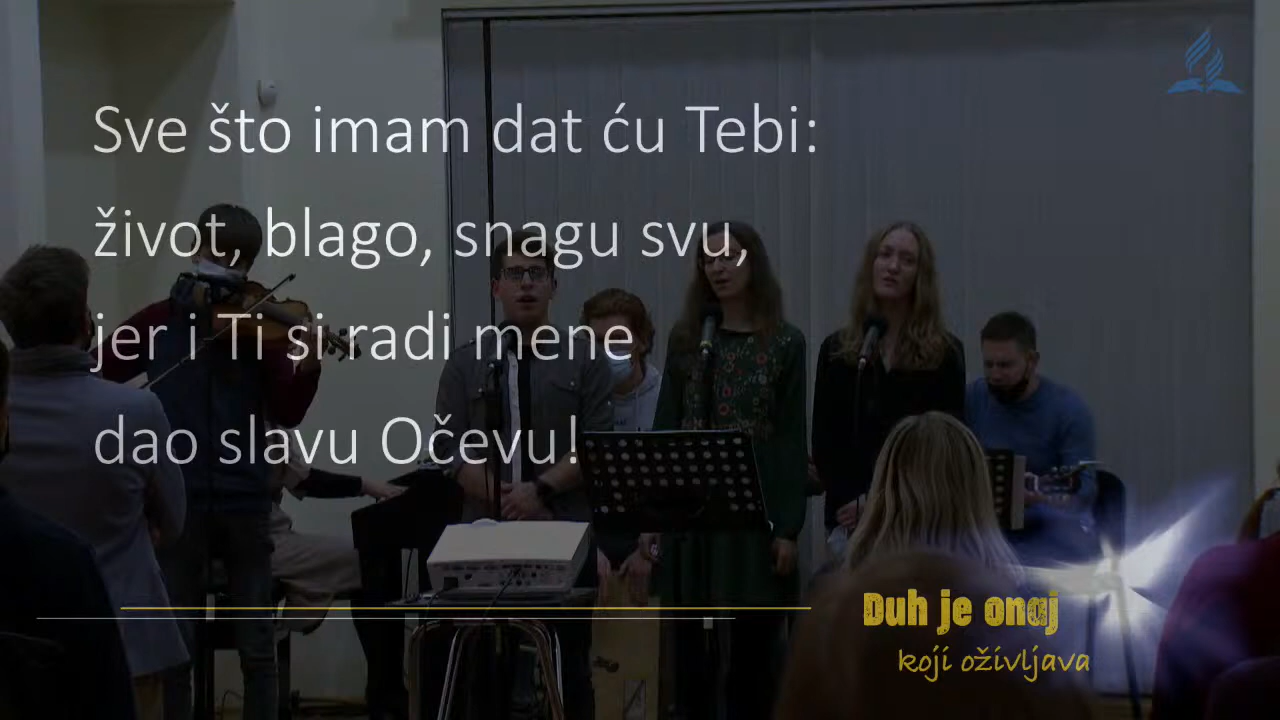 Sve što imam dat ću Tebi:
život, blago, snagu svu,
jer i Ti si radi mene
dao slavu Očevu!
Duh je onaj
koji oživljava